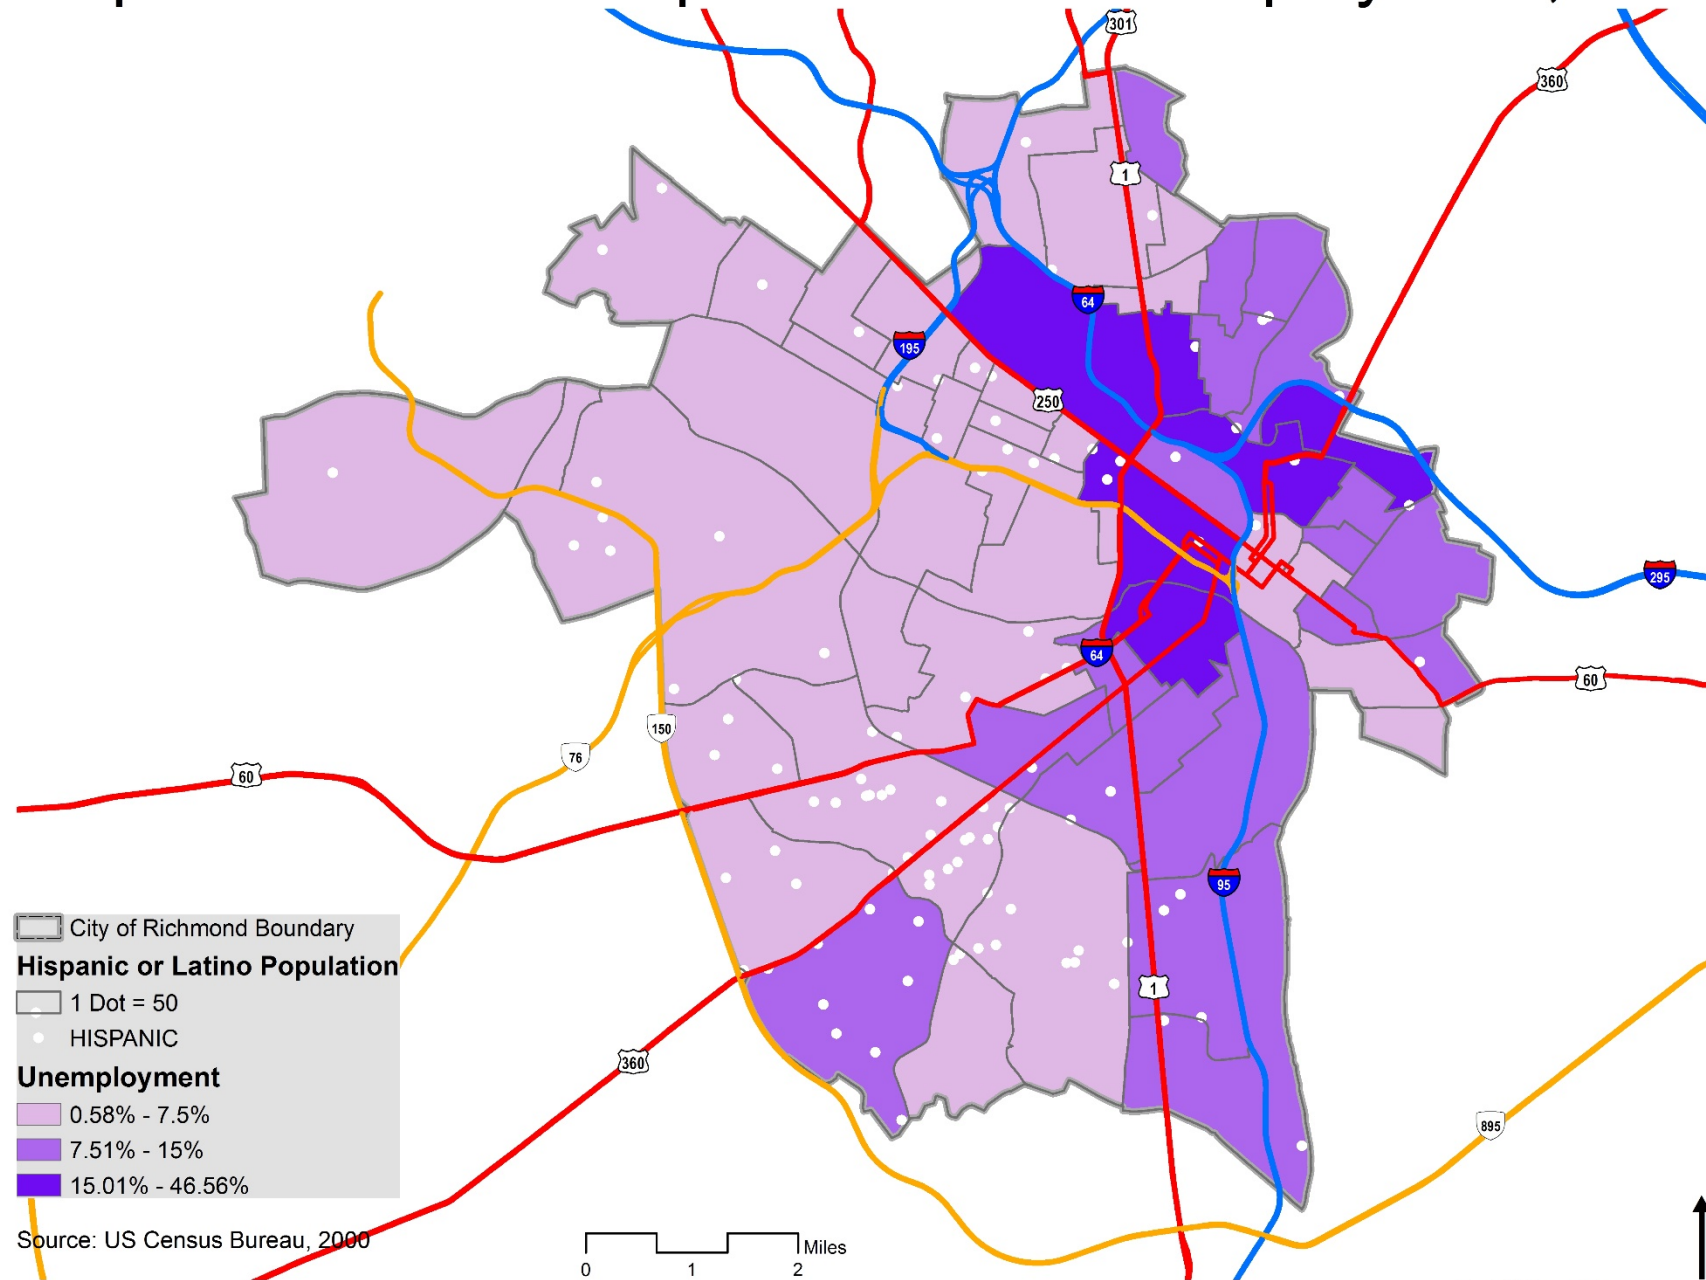 301
360
1
64
195
250
295
64
60
150
76
60
95
1
360
895
City of Richmond Boundary
Hispanic or Latino Population
1 Dot = 50
HISPANIC
Unemployment
0.58% - 7.5%
7.51% - 15%
15.01% - 46.56%
Source: US Census Bureau, 2000
Miles
0 1 2